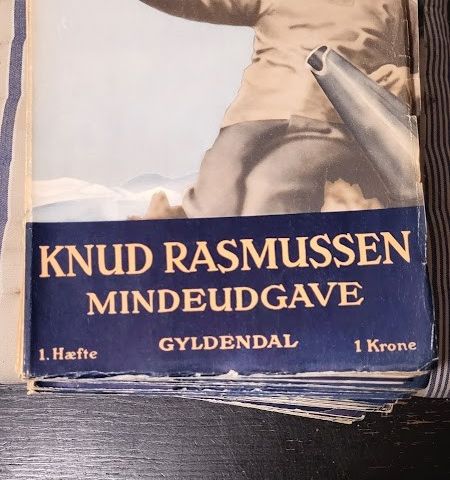 KNUD RASMUSSEN
MINDEUDGAVE
GYLDENDAL
1. Hæfte
1 Krone